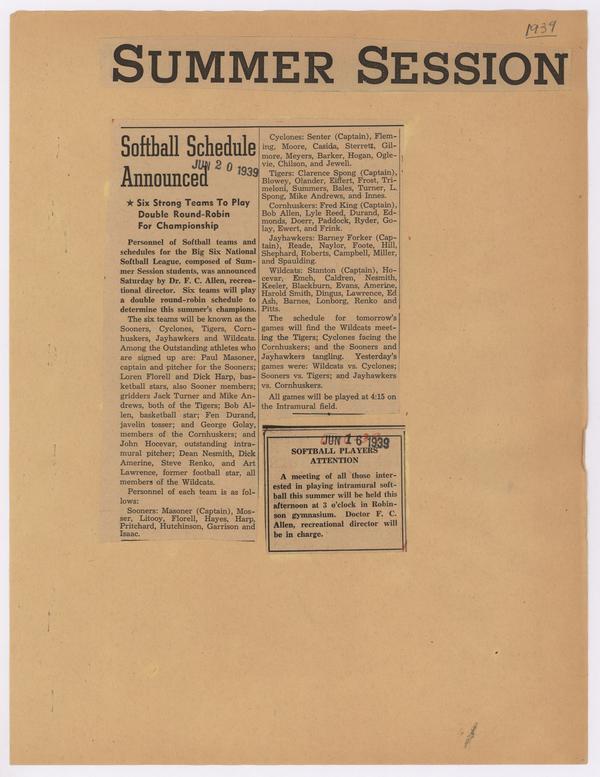 1939
SUMMER SESSION
Softball Schedule
Announced
JUN 20 1939
★ Six Strong Teams To Play
Double Round-Robin
For Championship
Personnel of Softball teams and
schedules for the Big Six National
Softball League, composed of Sum-
mer Session students, was announced
Saturday by Dr. F. C. Allen, recrea-
tional director. Six teams will play
a double round-robin schedule to
determine this summer's champions.
The six teams will be known as the
Sooners, Cyclones, Tigers, Corn-
huskers, Jayhawkers and Wildcats.
Among the Outstanding athletes who
are signed up are: Paul Masoner,
captain and pitcher for the Sooners;
Loren Florell and Dick Harp, bas-
ketball stars, also Sooner members;
gridders Jack Turner and Mike An-
drews, both of the Tigers; Bob Al-
len, basketball star; Fen Durand,
javelin tosser; and George Golay,
members of the Cornhuskers; and
John Hocevar, outstanding intra-
mural pitcher; Dean Nesmith, Dick
Amerine, Steve Renko, and Art
Lawrence, former football star, all
members of the Wildcats.
Personnel of each team is as fol-
lows:
Sooners: Masoner (Captain), Mos-
ser, Litooy, Florell, Hayes, Harp,
Pritchard, Hutchinson, Garrison and
Isaac.
Cyclones: Senter (Captain), Flem-
ing, Moore, Casida, Sterrett, Gil-
more, Meyers, Barker, Hogan, Ogle-
vie, Chilson, and Jewell.
Tigers: Clarence Spong (Captain),
Blowey, Olander, Eiffert, Frost, Tri-
meloni, Summers, Bales, Turner, L.
Spong, Mike Andrews, and Innes.
Cornhuskers: Fred King (Captain),
Bob Allen, Lyle Reed, Durand, Ed-
monds, Doerr, Paddock, Ryder, Go-
lay, Ewert, and Frink.
Jayhawkers: Barney Forker (Cap-
tain), Reade, Naylor, Foote, Hill,
Shephard, Roberts, Campbell, Miller,
and Spaulding.
Wildcats: Stanton (Captain), Ho-
cevar, Emch, Caldren, Nesmith,
Keeler, Blackburn, Evans, Amerine,
Harold Smith, Dingus, Lawrence, Ed
Ash, Barnes, Lonborg, Renko and
Pitts.
The schedule for tomorrow's
games will find the Wildcats meet-
ing the Tigers; Cyclones facing the
Cornhuskers; and the Sooners and
Jayhawkers tangling. Yesterday's
games were: Wildcats vs. Cyclones;
Sooners vs. Tigers; and Jayhawkers
vs. Cornhuskers.
All games will be played at 4:15 on
the Intramural field.
JUN 16 1939
SOFTBALL PLAYERS
ATTENTION
A meeting of all those inter-
ested in playing intramural soft-
ball this summer will be held this
afternoon at 3 o'clock in Robin-
son gymnasium. Doctor F. C.
Allen, recreational director will
be in charge.